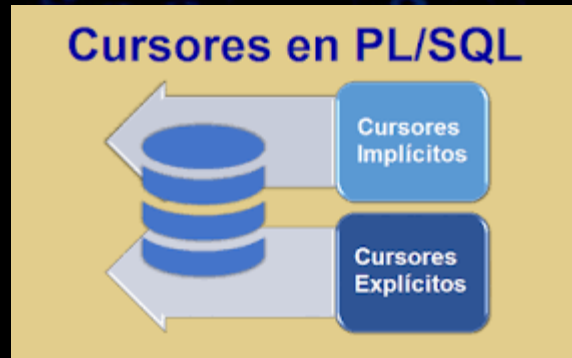 Cursores en PL/SQL
Cursores
Implícitos
Cursores
Explícitos